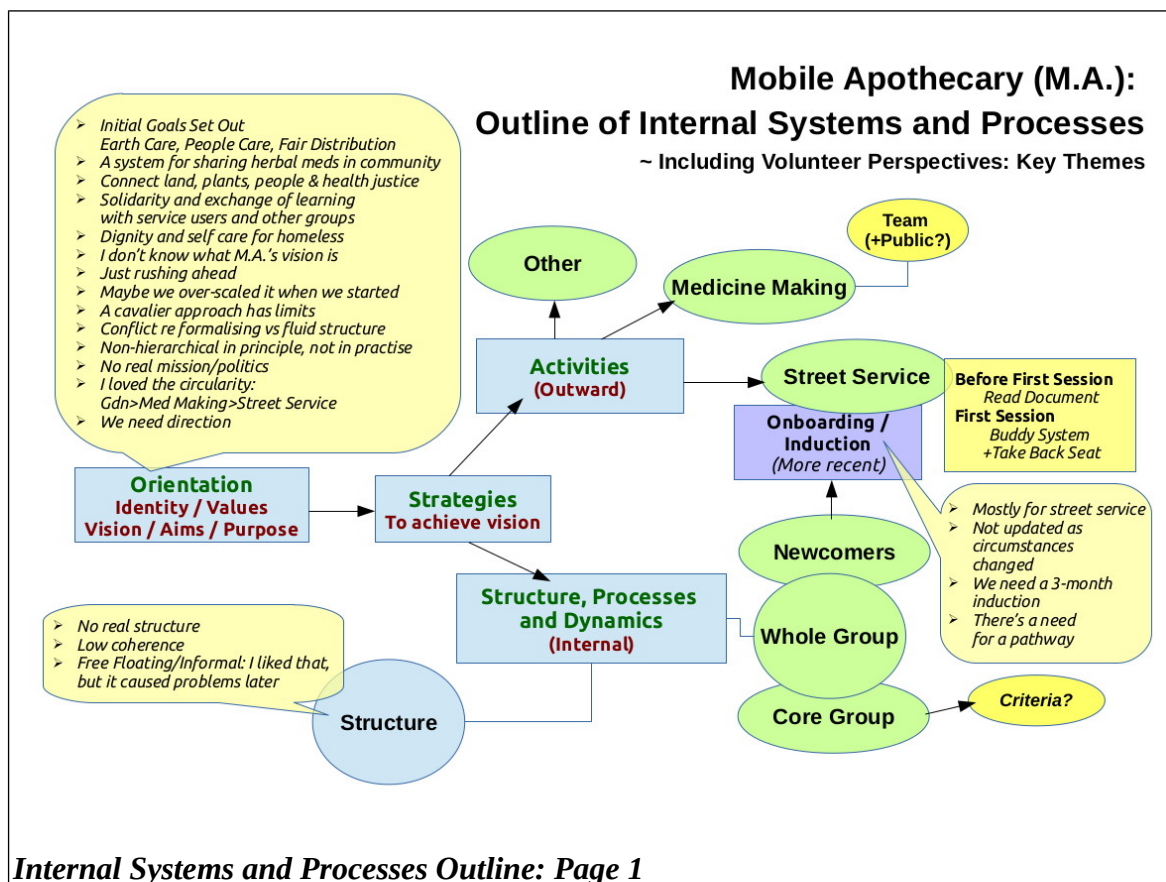 Mobile Apothecary (M.A.):
Outline of Internal Systems and Processes
~ Including Volunteer Perspectives: Key Themes
➢ Initial Goals Set Out
Earth Care, People Care, Fair Distribution
➢ A system for sharing herbal meds in community
➢ Connect land, plants, people & health justice
➢ Solidarity and exchange of learning
with service users and other groups
➢ Dignity and self care for homeless
➢ I don't know what M.A.'s vision is
➢ Just rushing ahead
➢ Maybe we over-scaled it when we started
➢ A cavalier approach has limits
➢ Conflict re formalising vs fluid structure
➢ Non-hierarchical in principle, not in practise
➢ No real mission/politics
➢ I loved the circularity:
Gdn>Med Making>Street Service
➢ We need direction
Team
(+Public?)
Other
Medicine Making
Activities
(Outward)
Street Service
Before First Session
Read Document
First Session
Buddy System
+Take Back Seat
Onboarding /
Induction
(More recent)
Orientation
Identity / Values
Vision / Aims / Purpose
Strategies
To achieve vision
➢ Mostly for street service
➢ Not updated as
circumstances
changed
➢ We need a 3-month
induction
➢ There's a need
for a pathway
Newcomers
Structure, Processes
and Dynamics
(Internal)
Whole Group
➢ No real structure
➢ Low coherence
➢ Free Floating/Informal: I liked that,
but it caused problems later
Structure
Core Group
Criteria?
Internal Systems and Processes Outline: Page 1